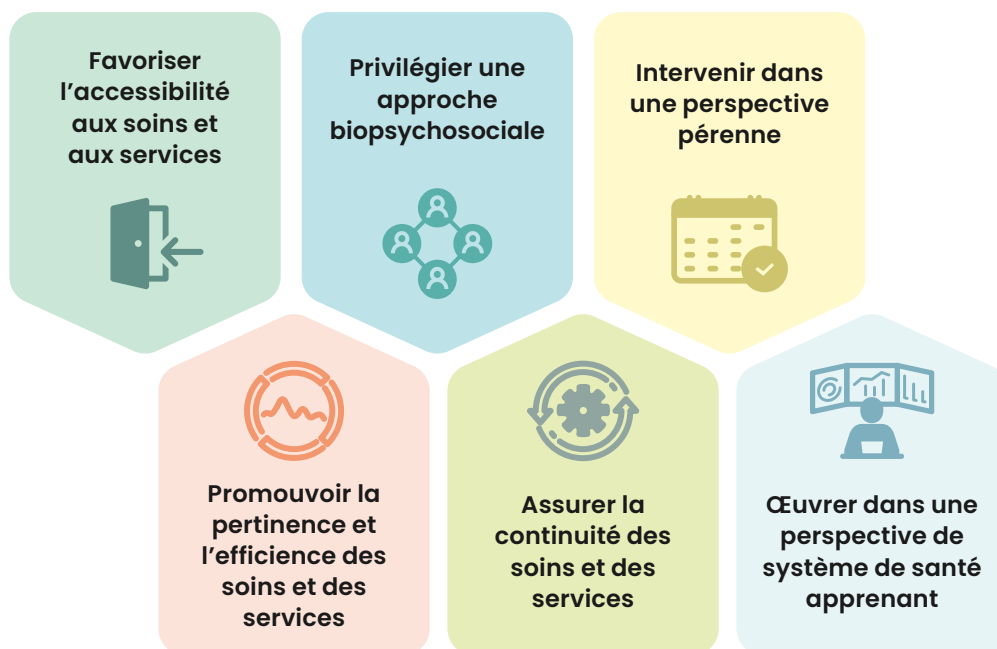 Favoriser
l’accessibilité
aux soins et
aux services
Privilégier une
approche
biopsychosociale
Intervenir dans
une perspective
pérenne
Promouvoir la
pertinence et
l’efficience des
soins et des
services
Assurer la
continuité des
soins et des
services
Œuvrer dans une
perspective de
système de santé
apprenant